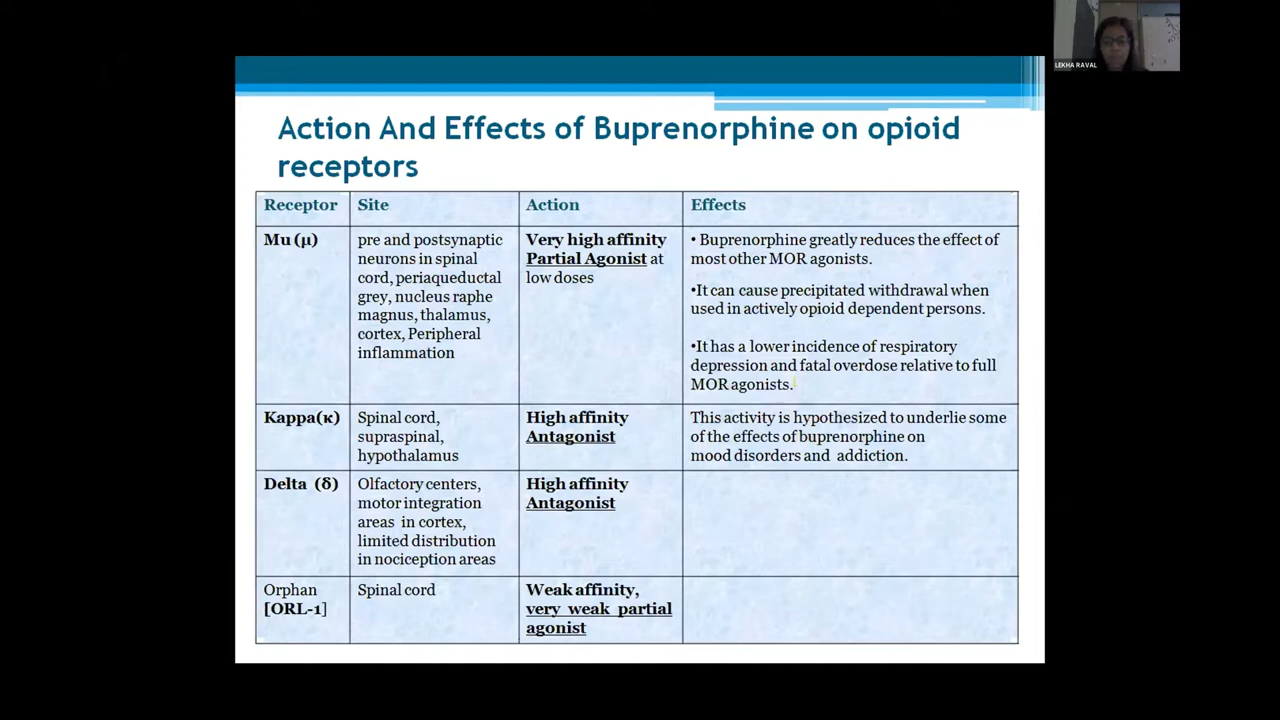 LEKHA RAVAL
Action And Effects of Buprenorphine on opioid
receptors
Receptor
Site
Action
Effects
Mu (μ)
pre and postsynaptic
neurons in spinal
cord, periaqueductal
grey, nucleus raphe
magnus, thalamus,
cortex, Peripheral
inflammation
Very high affinity
Partial Agonist at
low doses
• Buprenorphine greatly reduces the effect of
most other MOR agonists.
•It can cause precipitated withdrawal when
used in actively opioid dependent persons.
•It has a lower incidence of respiratory
depression and fatal overdose relative to full
MOR agonists.
Kappa(κ)
Spinal cord,
supraspinal,
hypothalamus
High affinity
Antagonist
This activity is hypothesized to underlie some
of the effects of buprenorphine on
mood disorders and addiction.
Delta (δ)
Olfactory centers,
motor integration
areas in cortex,
limited distribution
in nociception areas
High affinity
Antagonist
Orphan
[ORL-1]
Spinal cord
Weak affinity,
very weak partial
agonist